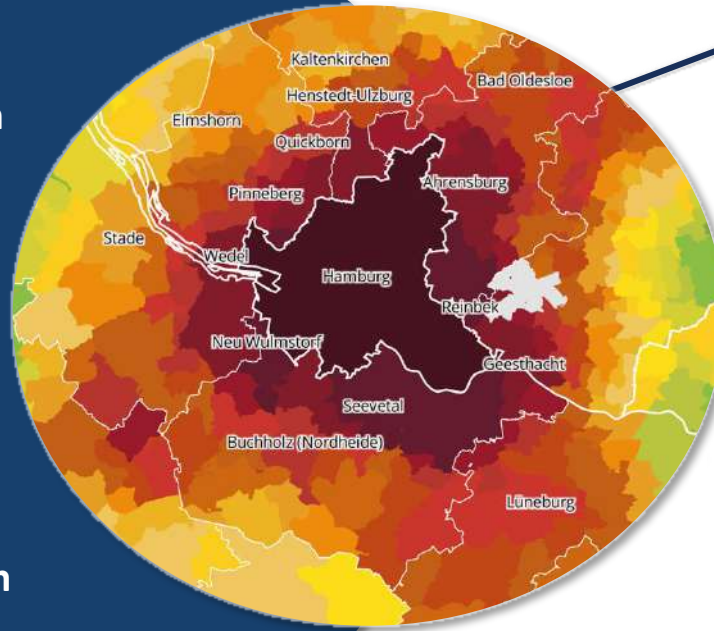 Kaltenkirchen
Bad Oldesloe
Henstedt-Ulzburg
Elmshorn
Quickborn
Ahrensburg
Pinneberg
Stade
Wedel
Hamburg
Reinbek
Neu Wulmstorf
Geesthacht
Seevetal
Buchholz (Nordheide)
Lüneburg